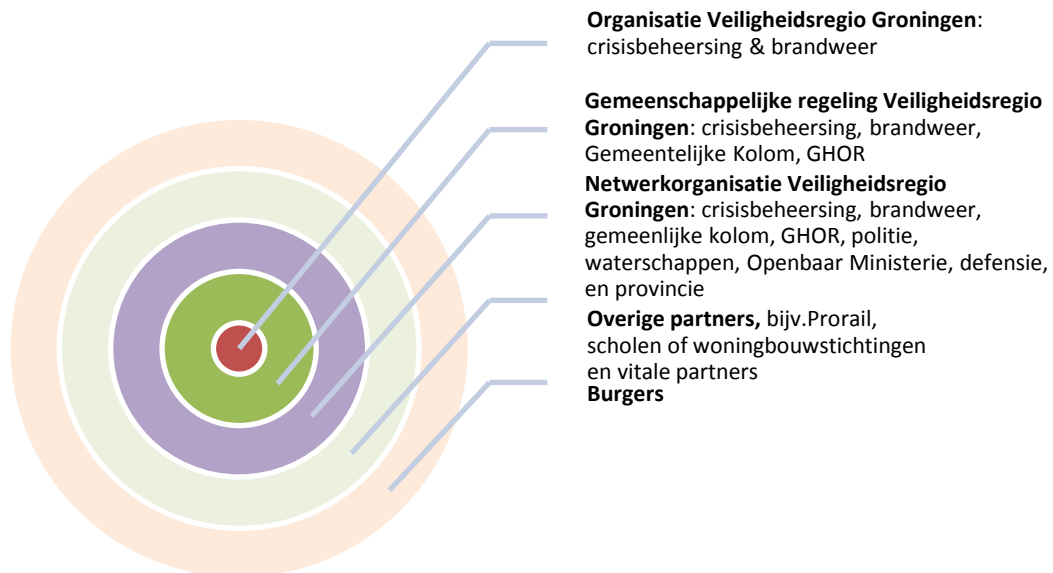 Organisatie Veiligheidsregio Groningen:
crisisbeheersing & brandweer
Gemeenschappelijke regeling Veiligheidsregio
Groningen: crisisbeheersing, brandweer,
Gemeentelijke Kolom, GHOR
Netwerkorganisatie Veiligheidsregio
Groningen: crisisbeheersing, brandweer,
gemeenlijke kolom, GHOR, politie,
waterschappen, Openbaar Ministerie, defensie,
en provincie
Overige partners, bijv.Prorail,
scholen of woningbouwstichtingen
en vitale partners
Burgers